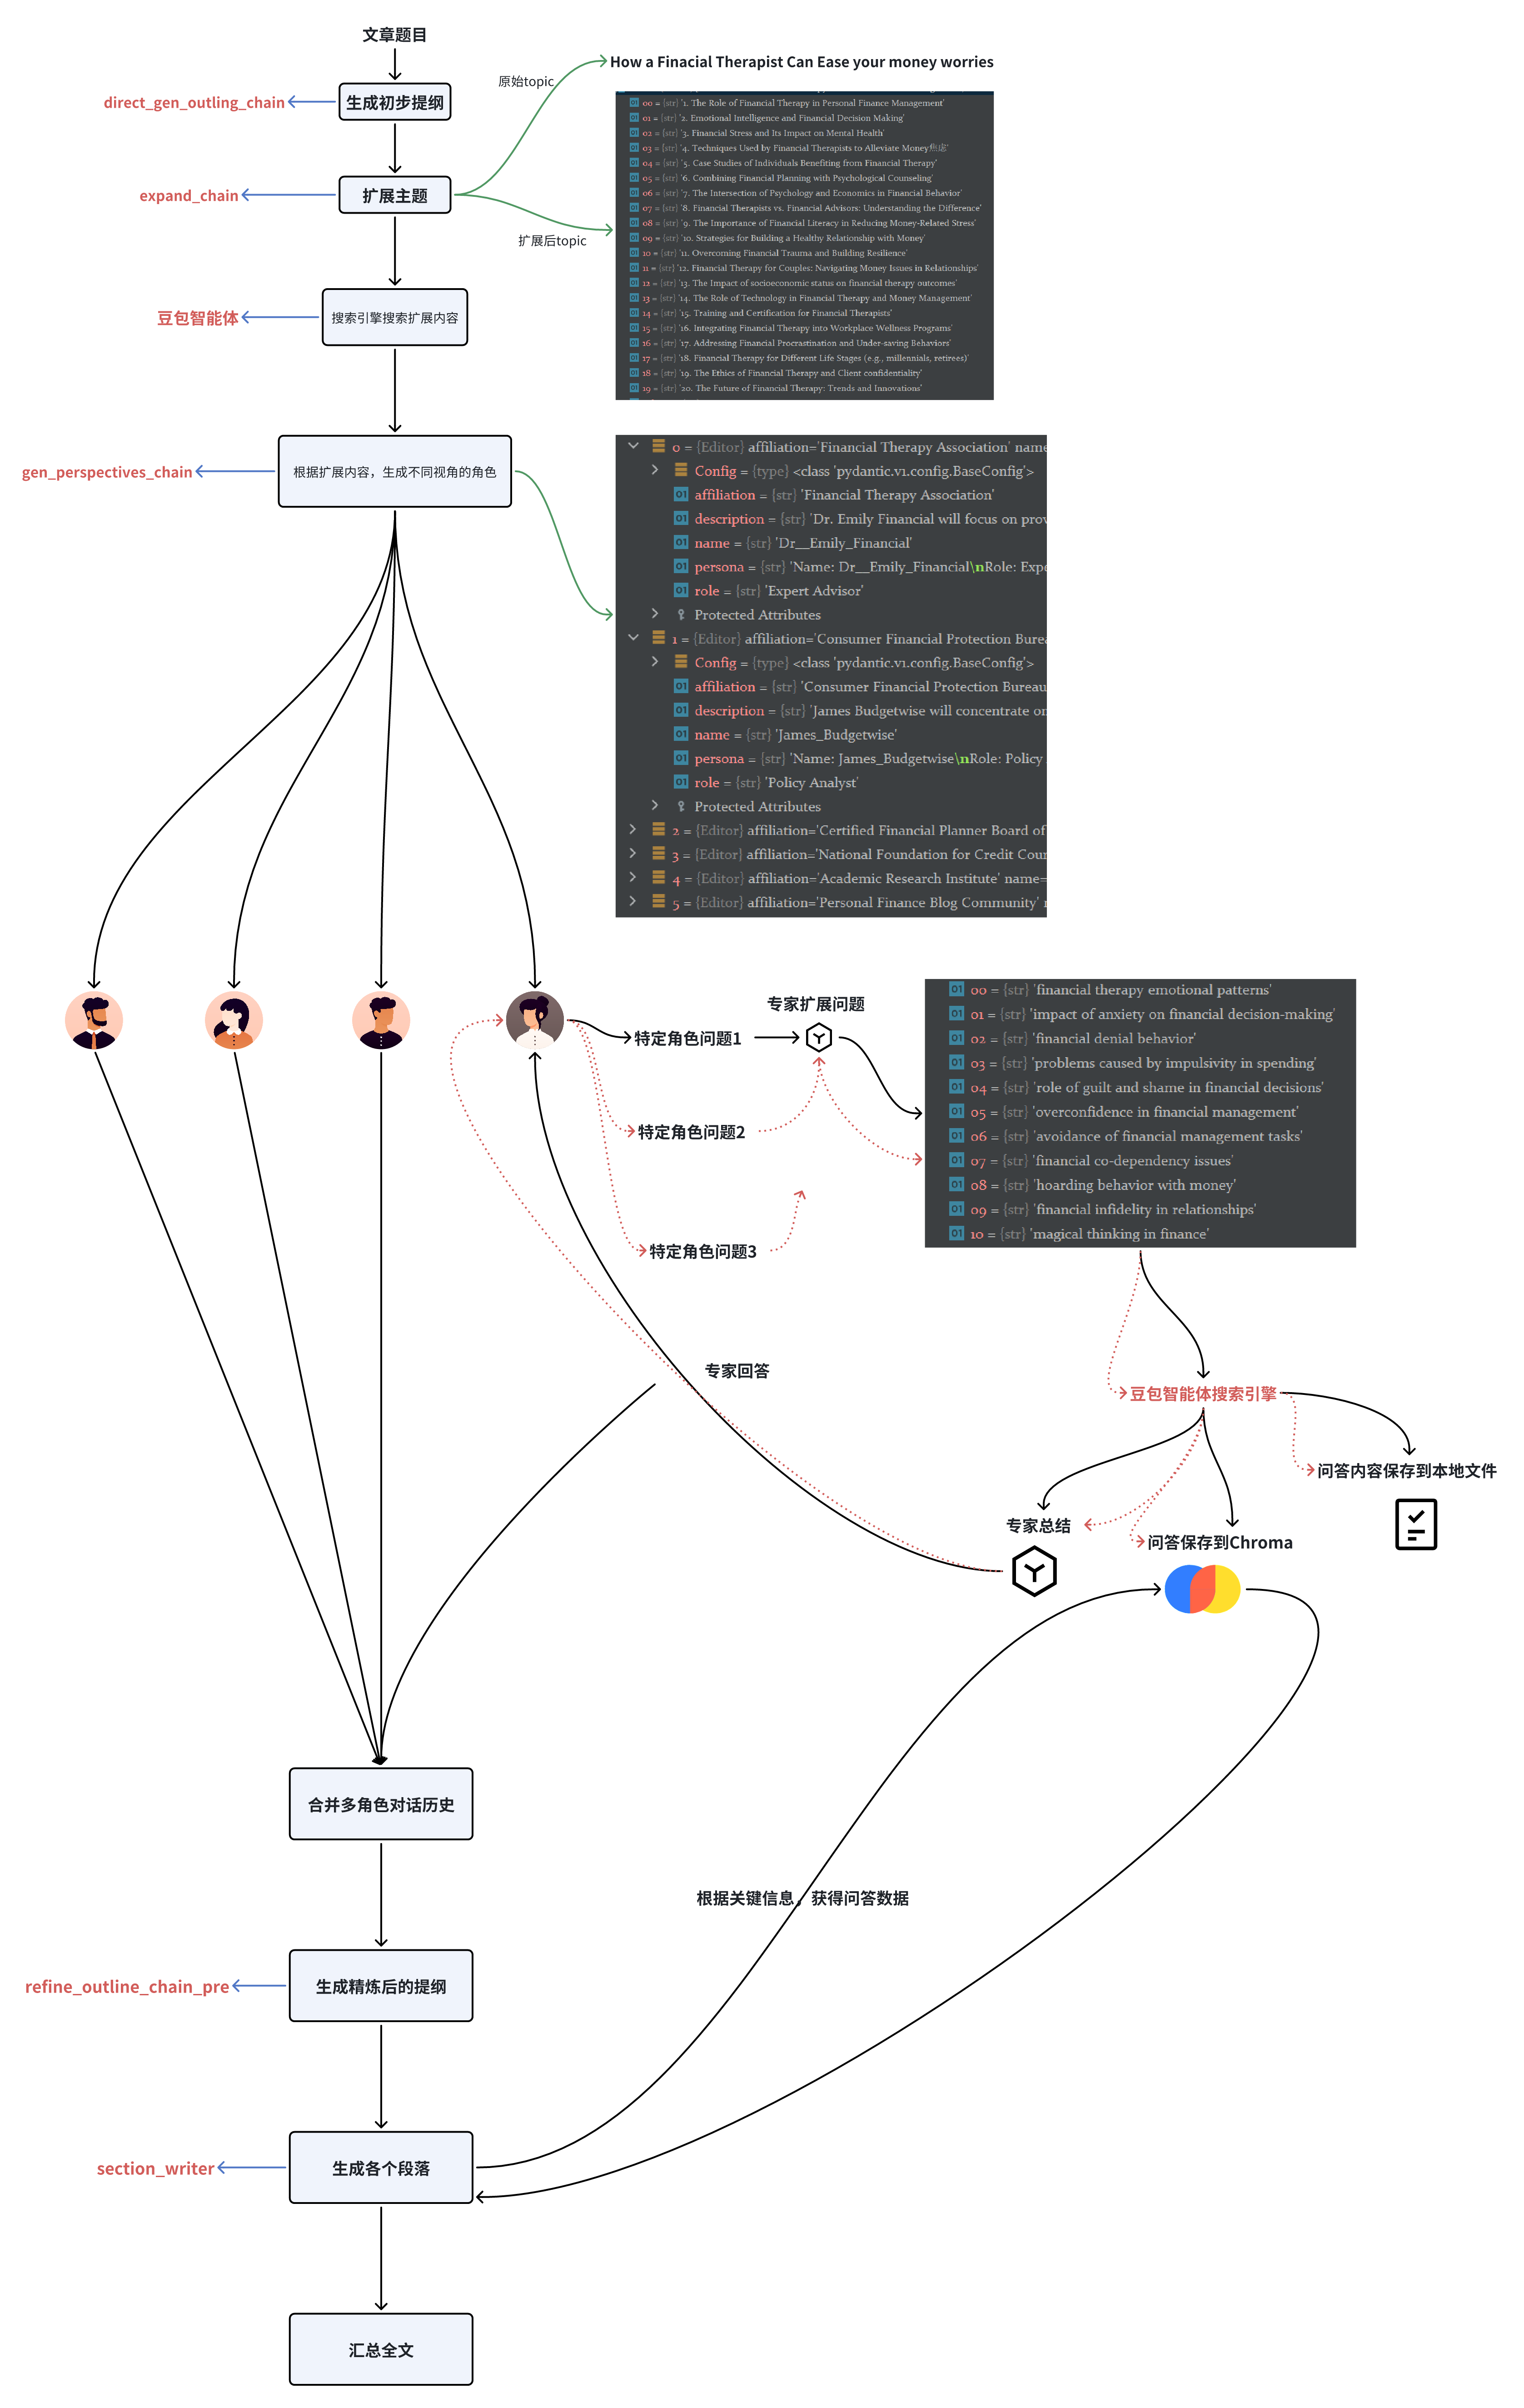 文章题目
How a Finacial Therapist Can Ease your money worries
原始topic
direct_gen_outling_chain
生成初步提纲
00 = {str} '1. The Role of Financial Therapy in Personal Finance Management'
01 = {str} '2. Emotional Intelligence and Financial Decision Making'
02 = {str} '3. Financial Stress and Its Impact on Mental Health'
03 = {str} '4. Techniques Used by Financial Therapists to Alleviate Money焦虑'
04 = {str} '5. Case Studies of Individuals Benefiting from Financial Therapy'
05 = {str} '6. Combining Financial Planning with Psychological Counseling'
06 = {str} '7. The Intersection of Psychology and Economics in Financial Behavior'
07 = {str} '8. Financial Therapists vs. Financial Advisors: Understanding the Difference'
08 = {str} '9. The Importance of Financial Literacy in Reducing Money-Related Stress'
09 = {str} '10. Strategies for Building a Healthy Relationship with Money'
10 = {str} '11. Overcoming Financial Trauma and Building Resilience'
11 = {str} '12. Financial Therapy for Couples: Navigating Money Issues in Relationships'
12 = {str} '13. The Impact of socioeconomic status on financial therapy outcomes'
13 = {str} '14. The Role of Technology in Financial Therapy and Money Management'
14 = {str} '15. Training and Certification for Financial Therapists'
15 = {str} '16. Integrating Financial Therapy into Workplace Wellness Programs'
16 = {str} '17. Addressing Financial Procrastination and Under-saving Behaviors'
17 = {str} '18. Financial Therapy for Different Life Stages (e.g., millennials, retirees)'
18 = {str} '19. The Ethics of Financial Therapy and Client confidentiality'
19 = {str} '20. The Future of Financial Therapy: Trends and Innovations'
expand_chain
扩展主题
扩展后topic
豆包智能体
搜索引擎搜索扩展内容
gen_perspectives_chain
根据扩展内容，生成不同视角的角色
0 = {Editor} affiliation='Financial Therapy Association' name
Config = {type} <class 'pydantic.v1.config.BaseConfig'>
affiliation = {str} 'Financial Therapy Association'
description = {str} 'Dr. Emily Financial will focus on prov
name = {str} 'Dr__Emily_Financial'
persona = {str} 'Name: Dr__Emily_Financial\nRole: Expe
role = {str} 'Expert Advisor'
Protected Attributes
1 = {Editor} affiliation='Consumer Financial Protection Burea
Config = {type} <class 'pydantic.v1.config.BaseConfig'>
affiliation = {str} 'Consumer Financial Protection Bureau
description = {str} 'James Budgetwise will concentrate on
name = {str} 'James_Budgetwise'
persona = {str} 'Name: James_Budgetwise\nRole: Policy
role = {str} 'Policy Analyst'
Protected Attributes
2 = {Editor} affiliation='Certified Financial Planner Board of
3 = {Editor} affiliation='National Foundation for Credit Coun
4 = {Editor} affiliation='Academic Research Institute' name=
5 = {Editor} affiliation='Personal Finance Blog Community'
专家扩展问题
特定角色问题1
特定角色问题2
特定角色问题3
00 = {str} 'financial therapy emotional patterns'
01 = {str} 'impact of anxiety on financial decision-making'
02 = {str} 'financial denial behavior'
03 = {str} 'problems caused by impulsivity in spending'
04 = {str} 'role of guilt and shame in financial decisions'
05 = {str} 'overconfidence in financial management'
06 = {str} 'avoidance of financial management tasks'
07 = {str} 'financial co-dependency issues'
08 = {str} 'hoarding behavior with money'
09 = {str} 'financial infidelity in relationships'
10 = {str} 'magical thinking in finance'
专家回答
豆包智能体搜索引擎
问答内容保存到本地文件
专家总结
问答保存到Chroma
合并多角色对话历史
根据关键信息，获得问答数据
refine_outline_chain_pre
生成精炼后的提纲
section_writer
生成各个段落
汇总全文